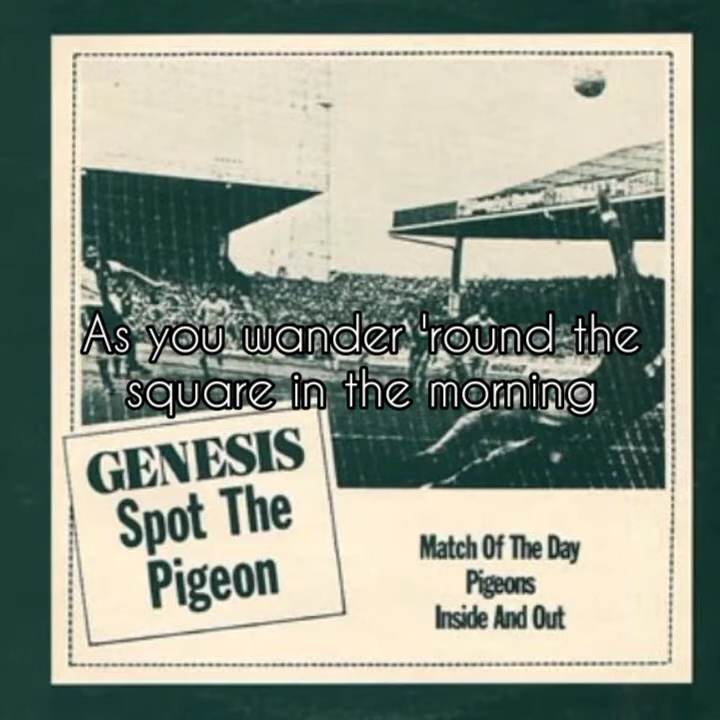 As you wander 'round the
square in the morning
GENESIS
Spot The
Pigeon
Match Of The Day
Pigeons
Inside And Out